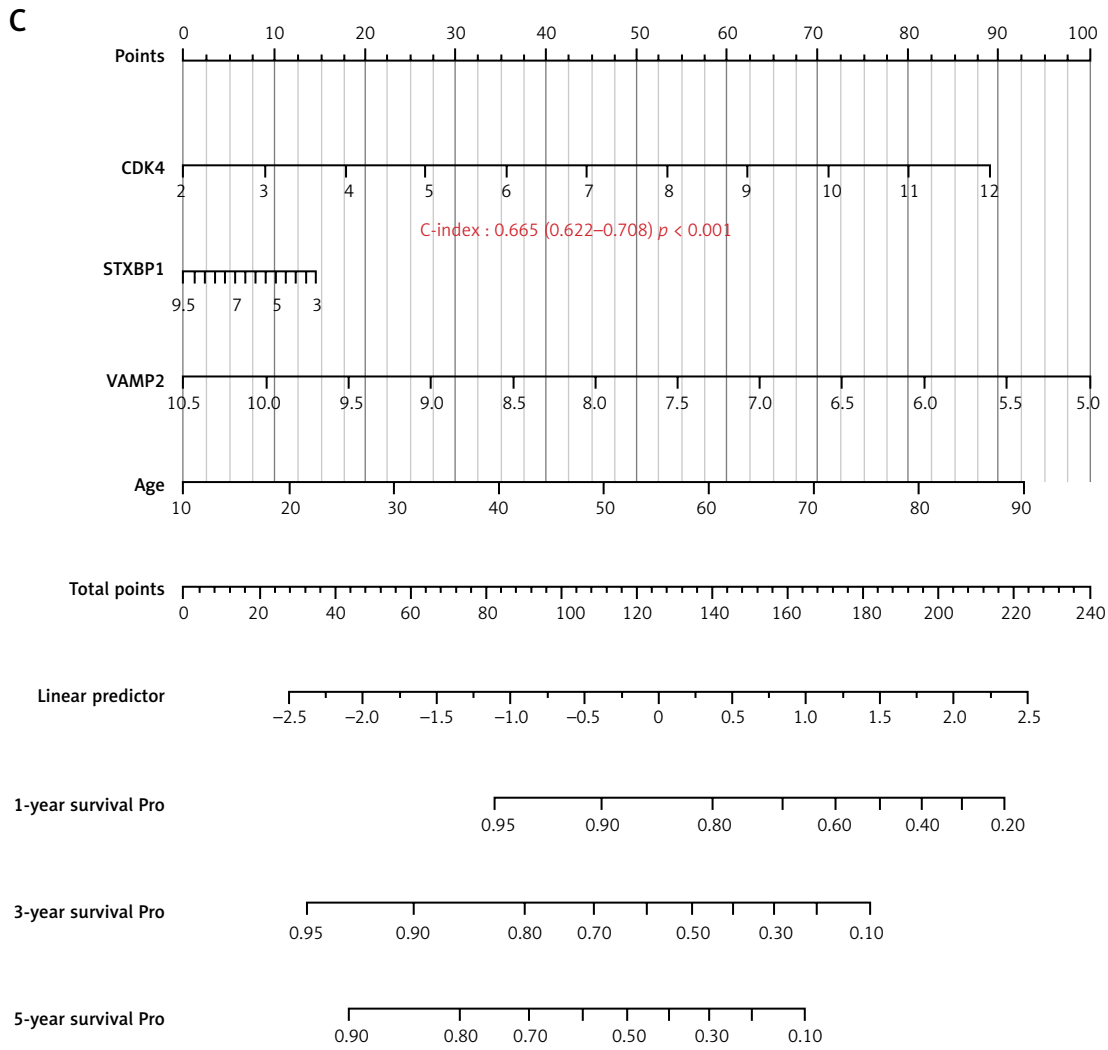 C
0 10 20 30 40 50 60 70 80 90 100
Points
CDK4
2 3 4 5 6 7 8 9 10 11 12
C-index : 0.665 (0.622–0.708) p < 0.001
STXBP1
9.5 7 5 3
VAMP2
10.5 10.0 9.5 9.0 8.5 8.0 7.5 7.0 6.5 6.0 5.5 5.0
Age
10 20 30 40 50 60 70 80 90
Total points
0 20 40 60 80 100 120 140 160 180 200 220 240
Linear predictor
–2.5 –2.0 –1.5 –1.0 –0.5 0 0.5 1.0 1.5 2.0 2.5
1-year survival Pro
0.95 0.90 0.80 0.60 0.40 0.20
3-year survival Pro
0.95 0.90 0.80 0.70 0.50 0.30 0.10
5-year survival Pro
0.90 0.80 0.70 0.50 0.30 0.10